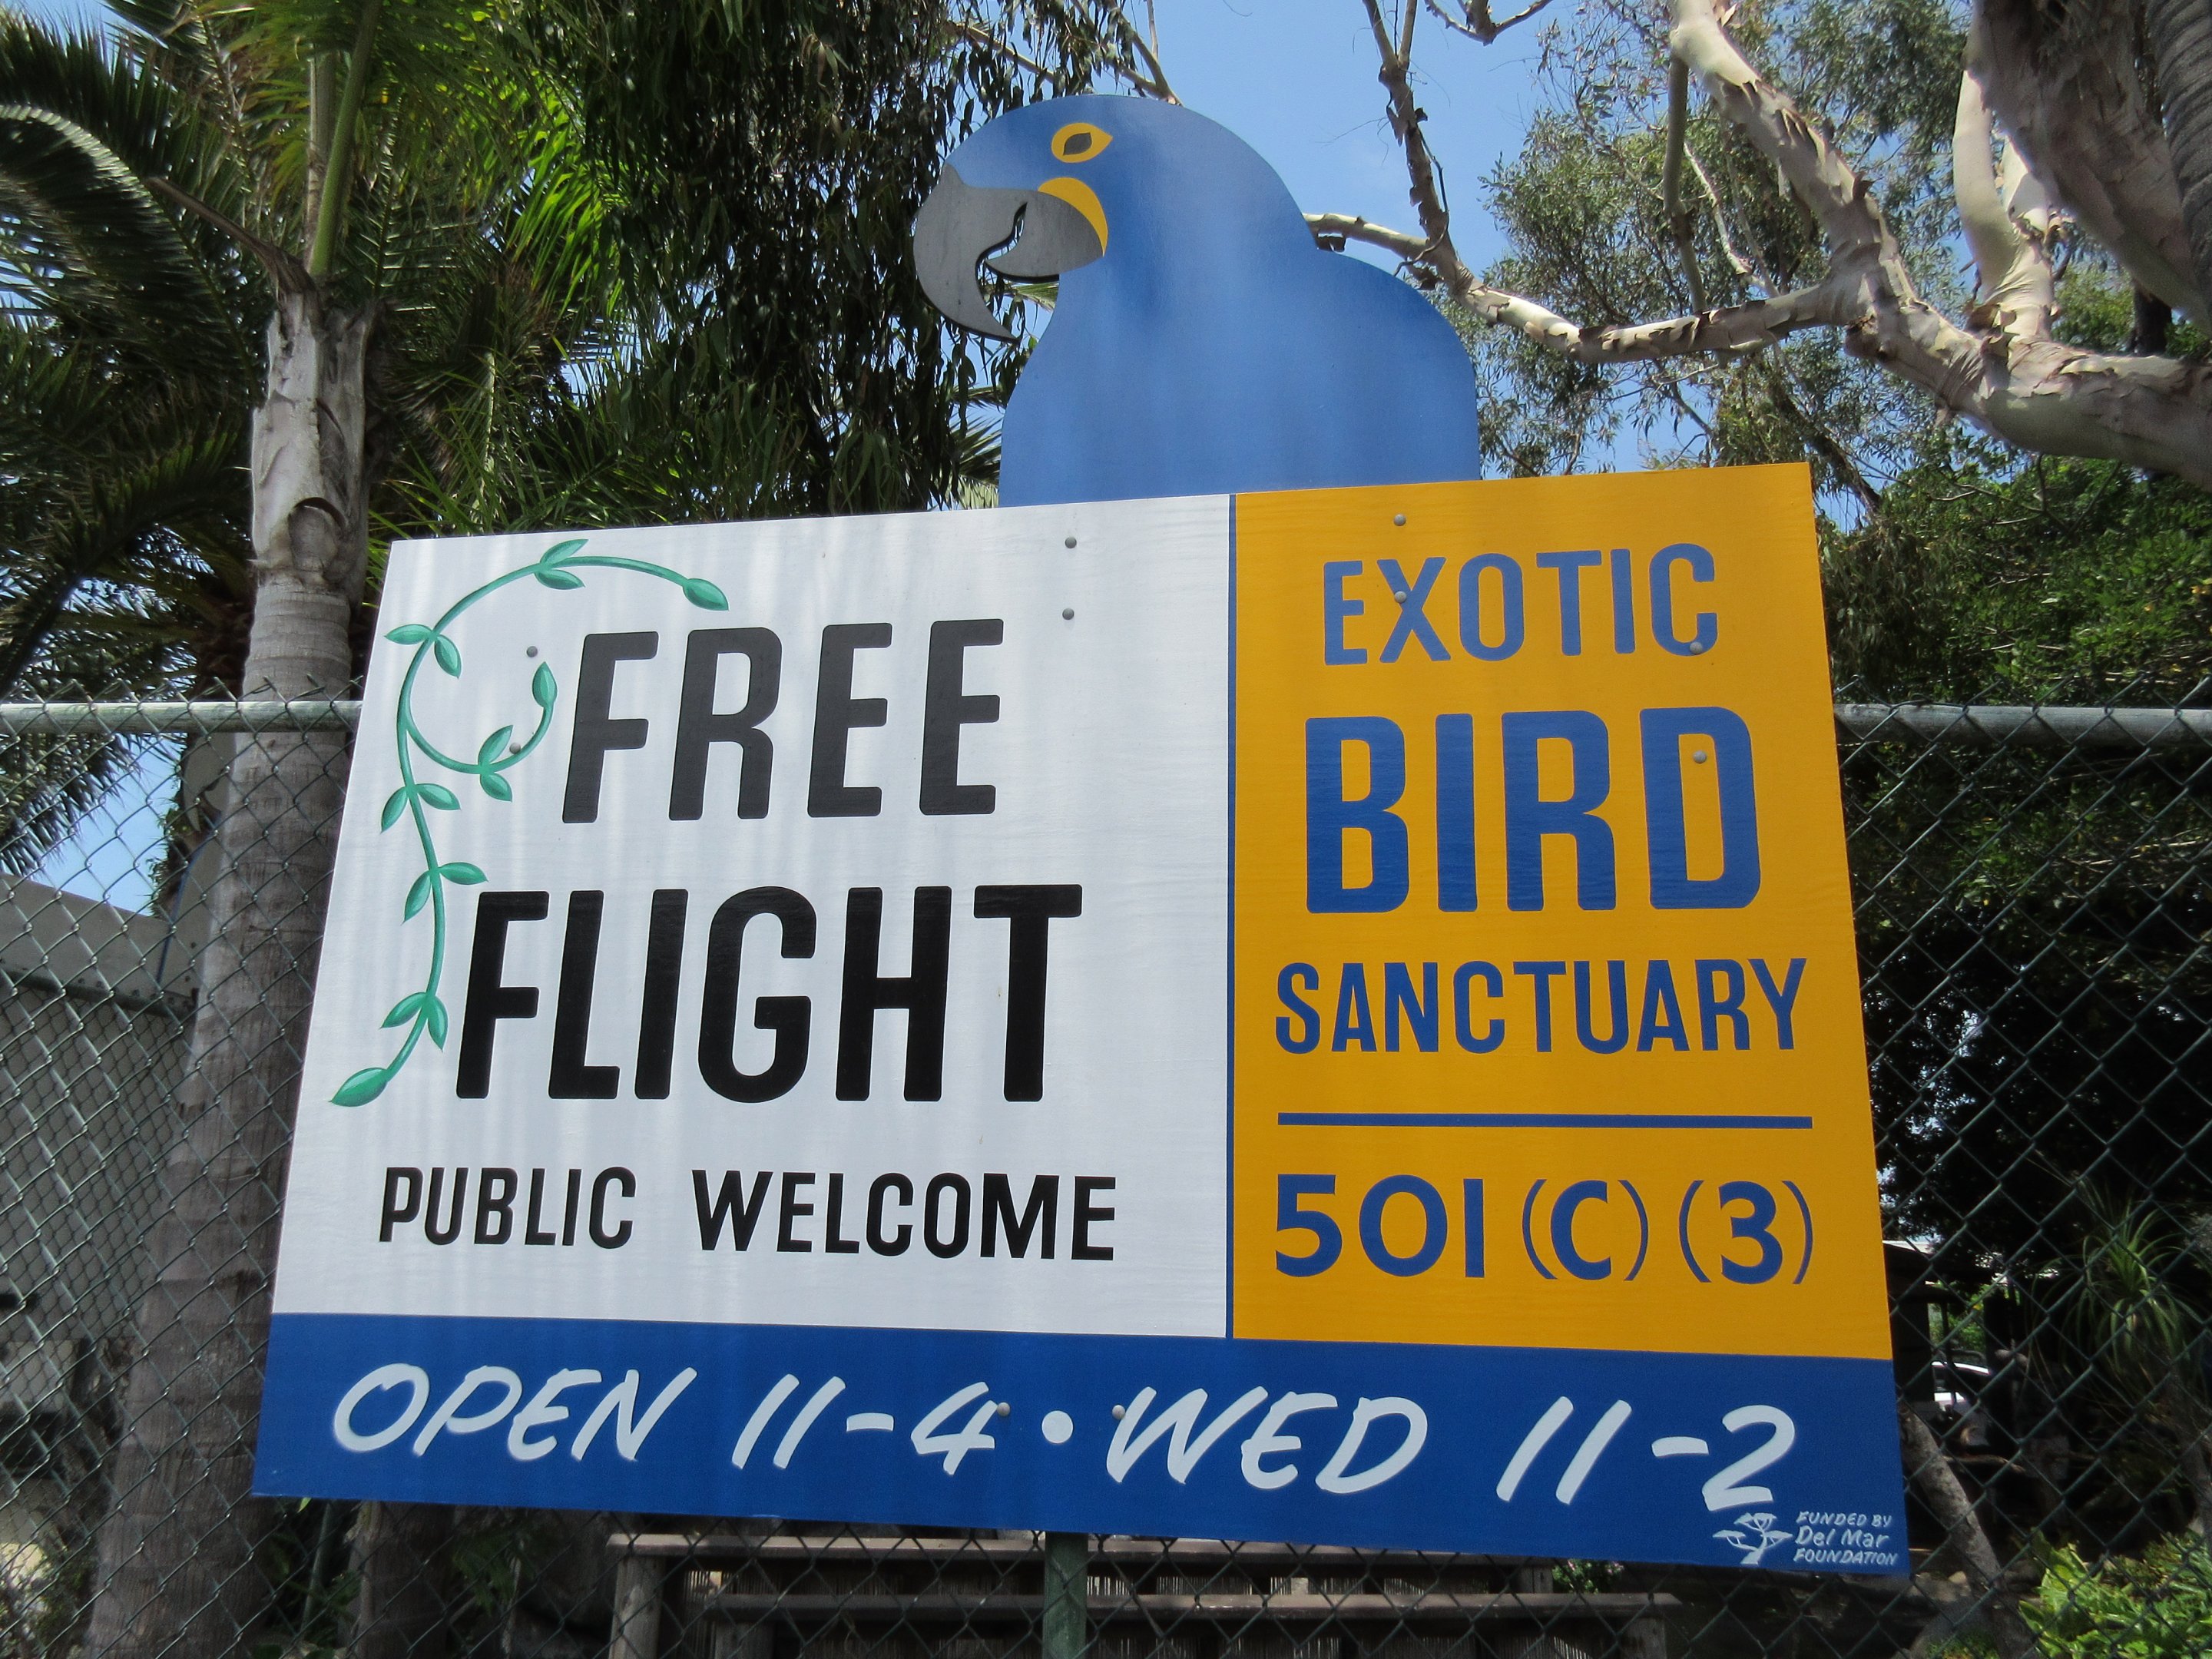 FREE
FLIGHT
PUBLIC WELCOME
EXOTIC
BIRD
SANCTUARY
501 (C) (3)
OPEN 11-4 • WED 11-2
FUNDED BY
Del Mar
FOUNDATION